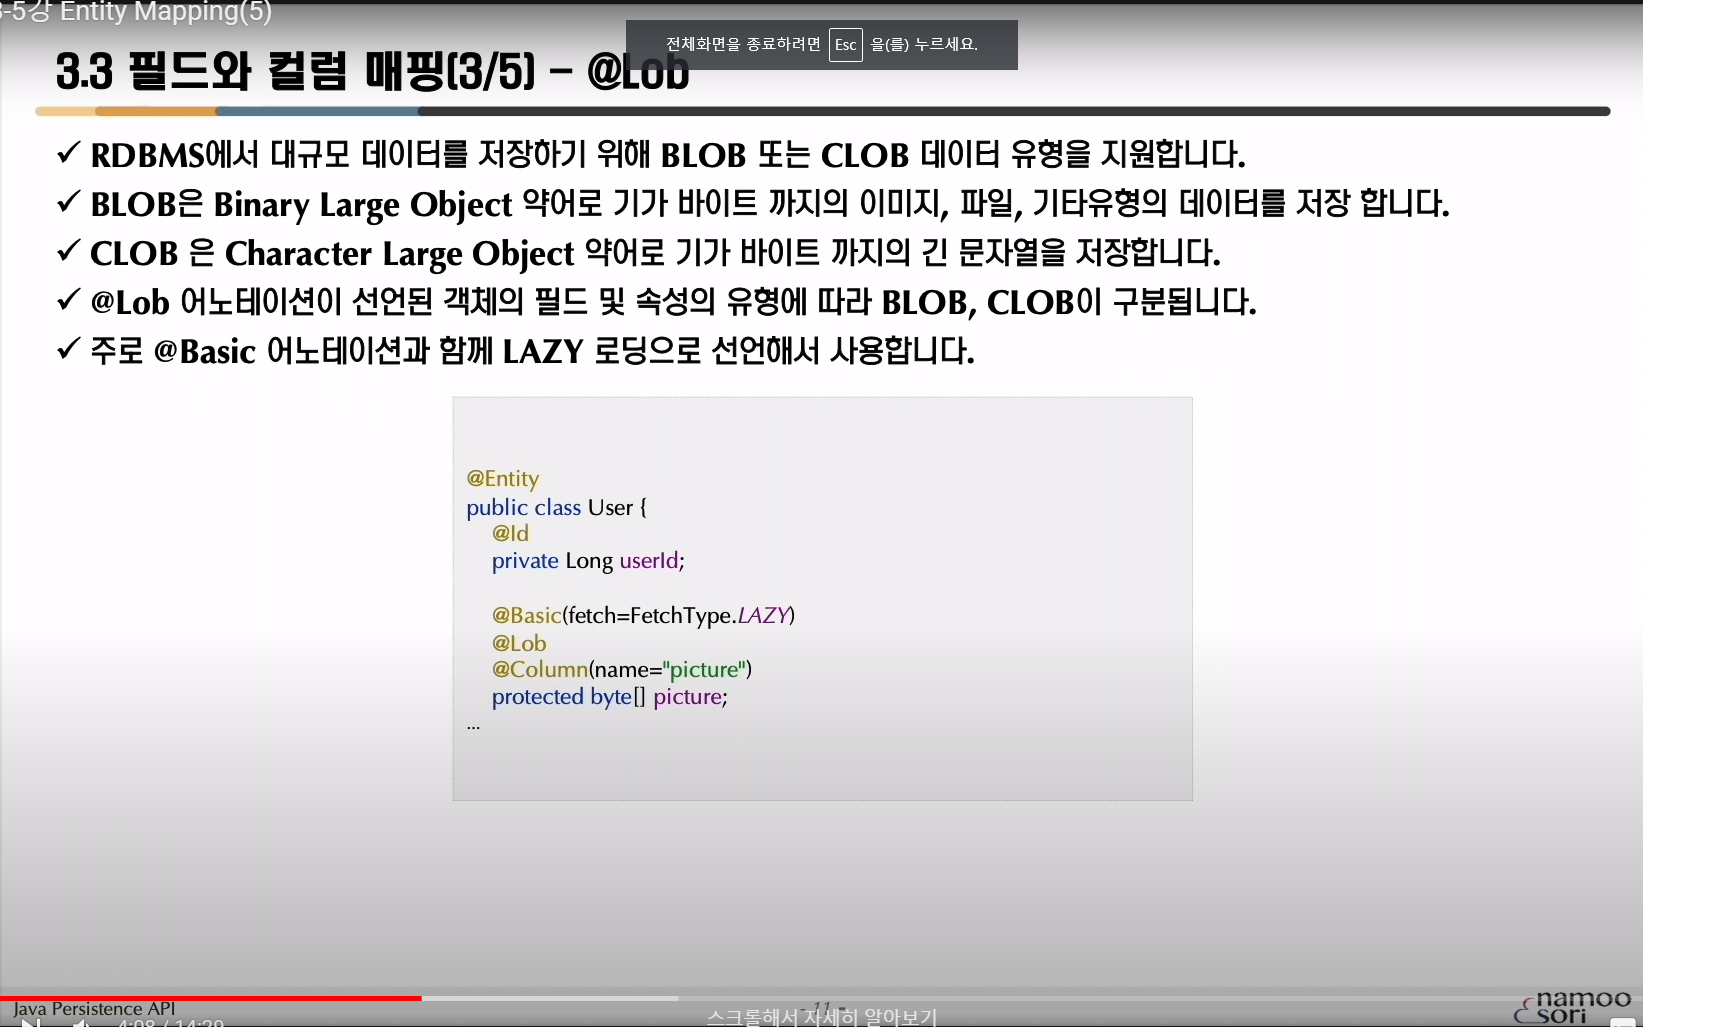 3-5강 Entity Mapping(5)
전체화면을 종료하려면 Esc 을(를) 누르세요.
3.3 필드와 컬럼 매핑(3/5) – @Lob
✓ RDBMS에서 대규모 데이터를 저장하기 위해 BLOB 또는 CLOB 데이터 유형을 지원합니다.
✓ BLOB은 Binary Large Object 약어로 기가 바이트 까지의 이미지, 파일, 기타유형의 데이터를 저장 합니다.
✓ CLOB 은 Character Large Object 약어로 기가 바이트 까지의 긴 문자열을 저장합니다.
✓ @Lob 어노테이션이 선언된 객체의 필드 및 속성의 유형에 따라 BLOB, CLOB이 구분됩니다.
✓ 주로 @Basic 어노테이션과 함께 LAZY 로딩으로 선언해서 사용합니다.
@Entity
public class User {
@Id
private Long userId;
@Basic(fetch=FetchType.LAZY)
@Lob
@Column(name="picture")
protected byte[] picture;
...
Java Persistence API
- 11 -
namoo
sori
4:08 / 14:29
스크롤해서 자세히 알아보기